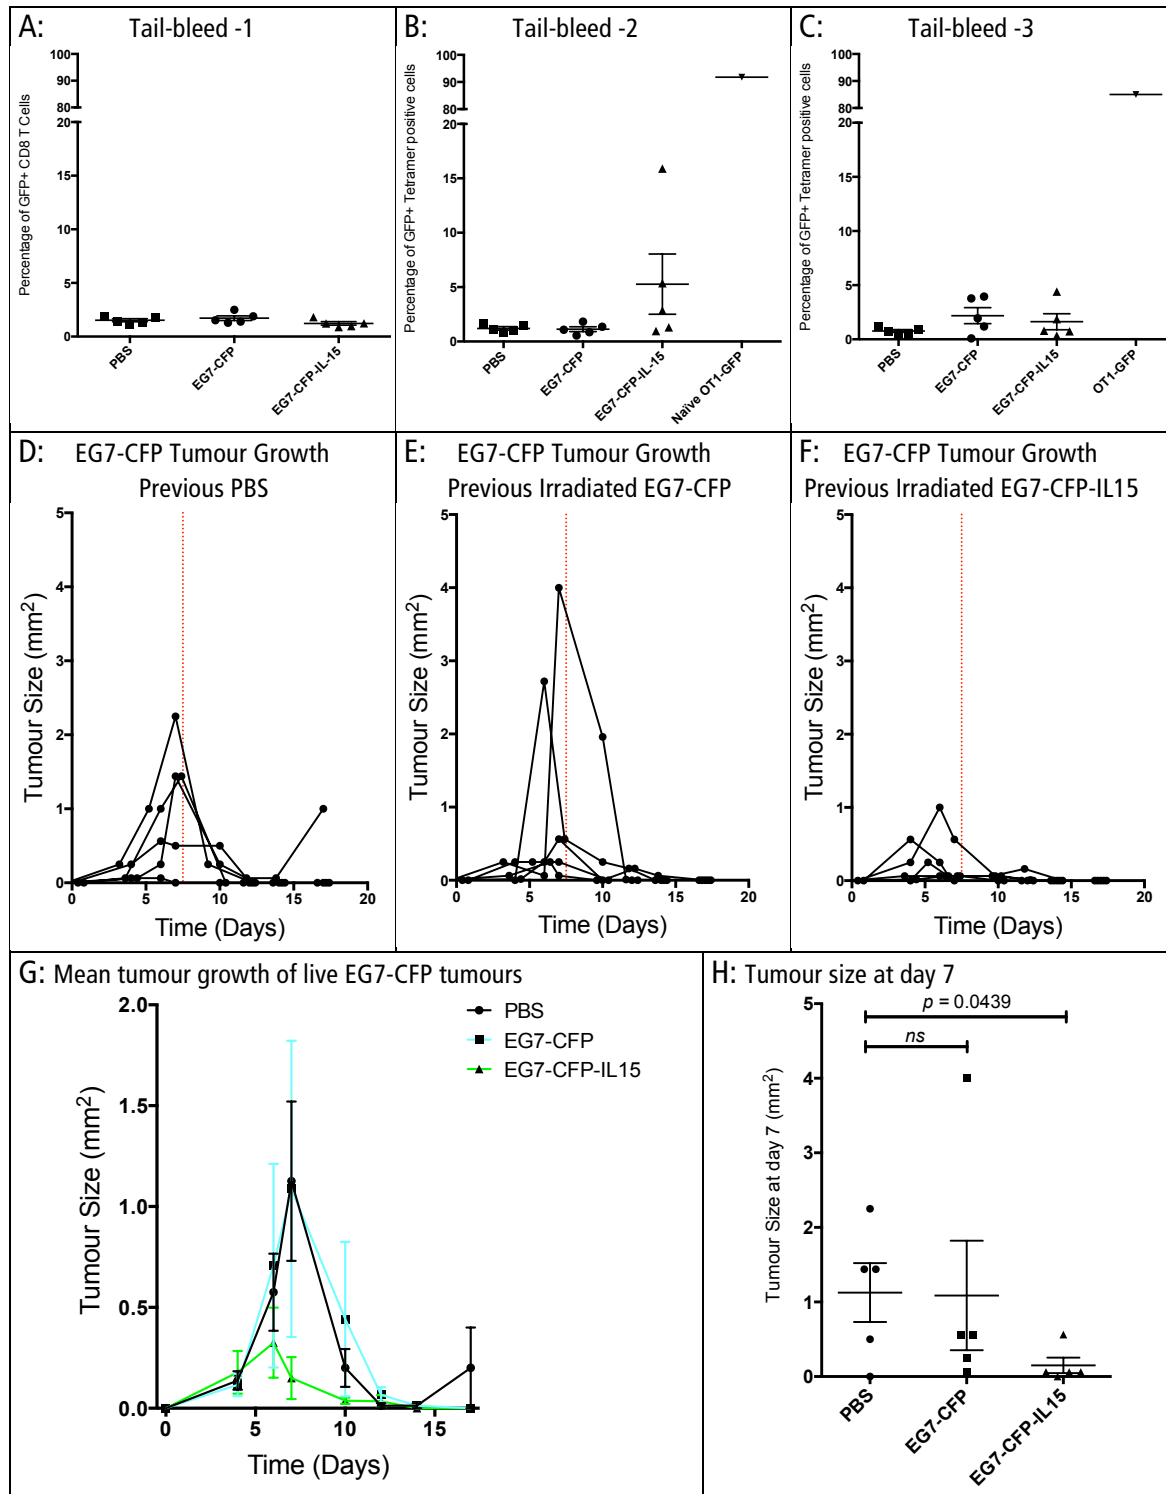 A: Tail-bleed -1
100
90
80
20
15
10
5
0
Percentage of GFP+ CD8 T Cells
PBS
EG7-CFP
EG7-CFP-IL-15
B: Tail-bleed -2
100
90
80
20
15
10
5
0
Percentage of GFP+ Tetramer positive cells
PBS
EG7-CFP
EG7-CFP-IL-15
Naïve OT1-GFP
C: Tail-bleed -3
100
90
80
20
15
10
5
0
Percentage of GFP+ Tetramer positive cells
PBS
EG7-CFP
EG7-CFP-IL15
OT1-GFP
D: EG7-CFP Tumour Growth
Previous PBS
5
4
3
2
1
0
Tumour Size (mm²)
0 5 10 15 20
Time (Days)
E: EG7-CFP Tumour Growth
Previous Irradiated EG7-CFP
5
4
3
2
1
0
Tumour Size (mm²)
0 5 10 15 20
Time (Days)
F: EG7-CFP Tumour Growth
Previous Irradiated EG7-CFP-IL15
5
4
3
2
1
0
Tumour Size (mm²)
0 5 10 15 20
Time (Days)
G: Mean tumour growth of live EG7-CFP tumours
2.0
1.5
1.0
0.5
0.0
Tumour Size (mm²)
0 5 10 15
Time (Days)
PBS
EG7-CFP
EG7-CFP-IL15
H: Tumour size at day 7
5
4
3
2
1
0
Tumour Size at day 7 (mm²)
p = 0.0439
ns
PBS
EG7-CFP
EG7-CFP-IL15